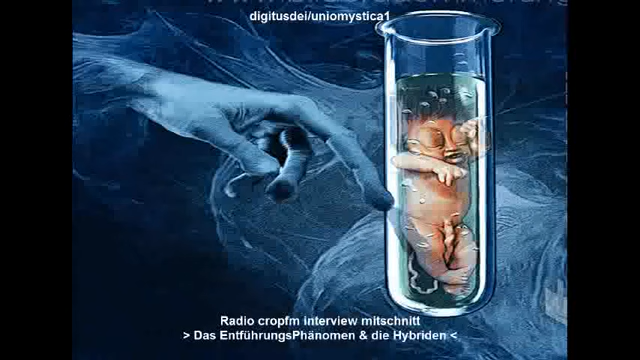 digitusdei/uniomystica1
Radio cropfm interview mitschnitt
> Das EntführungsPhänomen & die Hybriden <